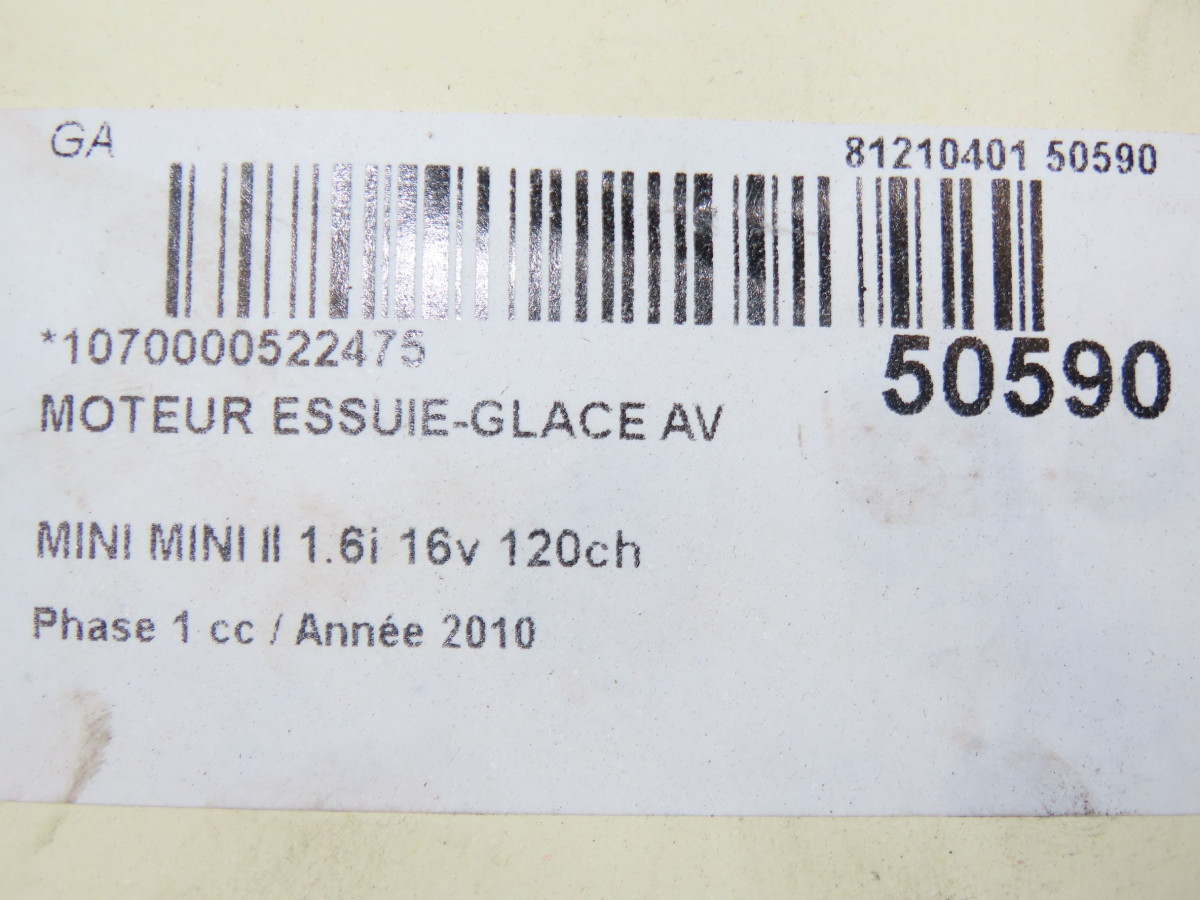 GA
81210401 50590
*1070000522475
50590
MOTEUR ESSUIE-GLACE AV
MINI MINI II 1.6i 16v 120ch
Phase 1 cc / Année 2010